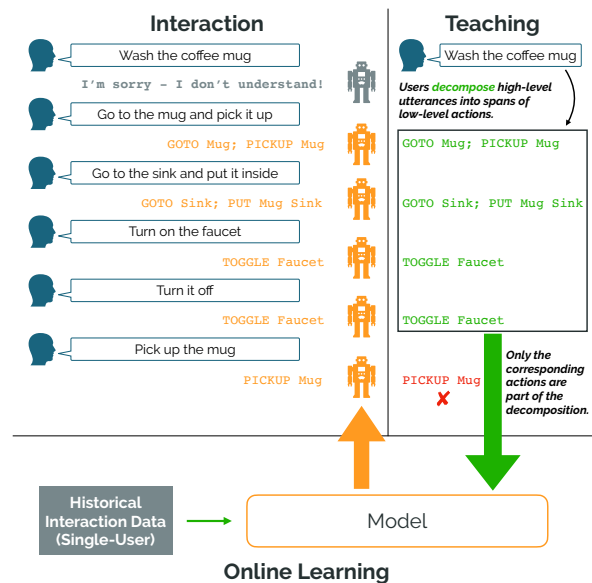 Interaction
Wash the coffee mug
I'm sorry – I don't understand!
Go to the mug and pick it up
GOTO Mug; PICKUP Mug
Go to the sink and put it inside
GOTO Sink; PUT Mug Sink
Turn on the faucet
TOGGLE Faucet
Turn it off
TOGGLE Faucet
Pick up the mug
PICKUP Mug
Teaching
Wash the coffee mug
Users decompose high-level
utterances into spans of
low-level actions.
GOTO Mug; PICKUP Mug
GOTO Sink; PUT Mug Sink
TOGGLE Faucet
TOGGLE Faucet
PICKUP Mug
✘
Only the
corresponding
actions are
part of the
decomposition.
Historical
Interaction Data
(Single-User)
Model
Online Learning